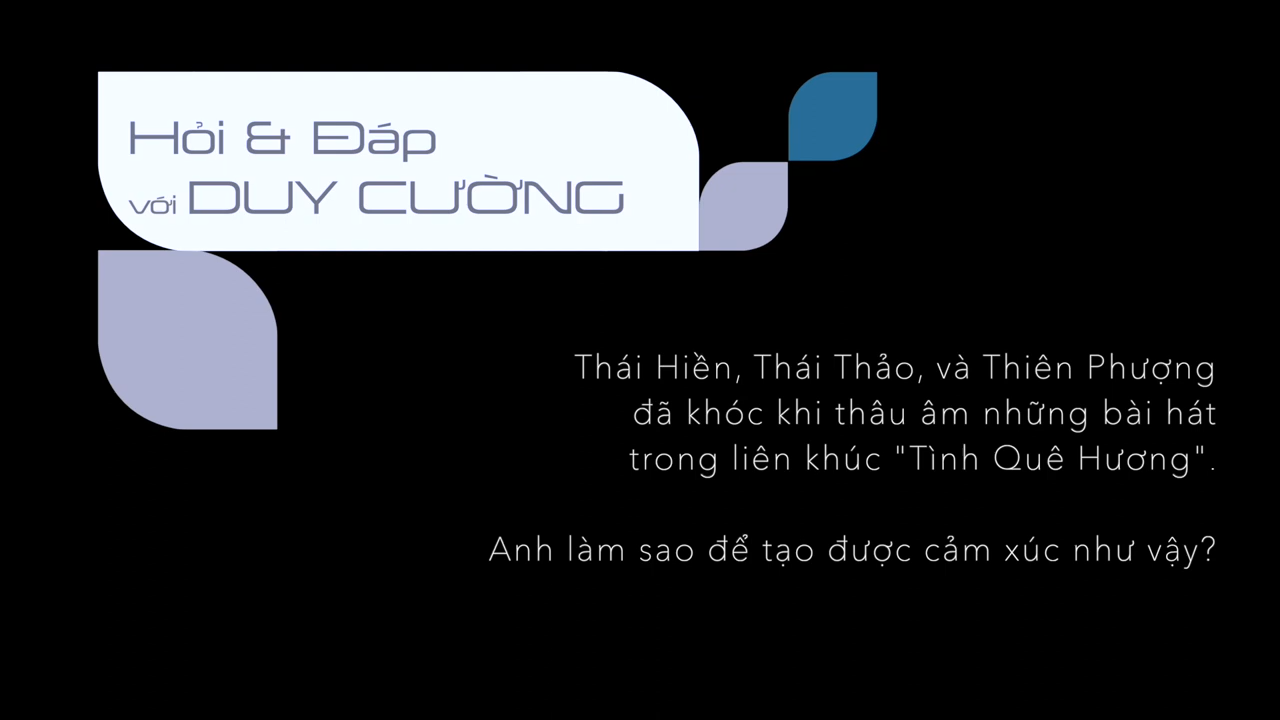 Hỏi & Đáp
với DUY CƯỜNG
Thái Hiền, Thái Thảo, và Thiên Phượng
đã khóc khi thâu âm những bài hát
trong liên khúc "Tình Quê Hương".
Anh làm sao để tạo được cảm xúc như vậy?